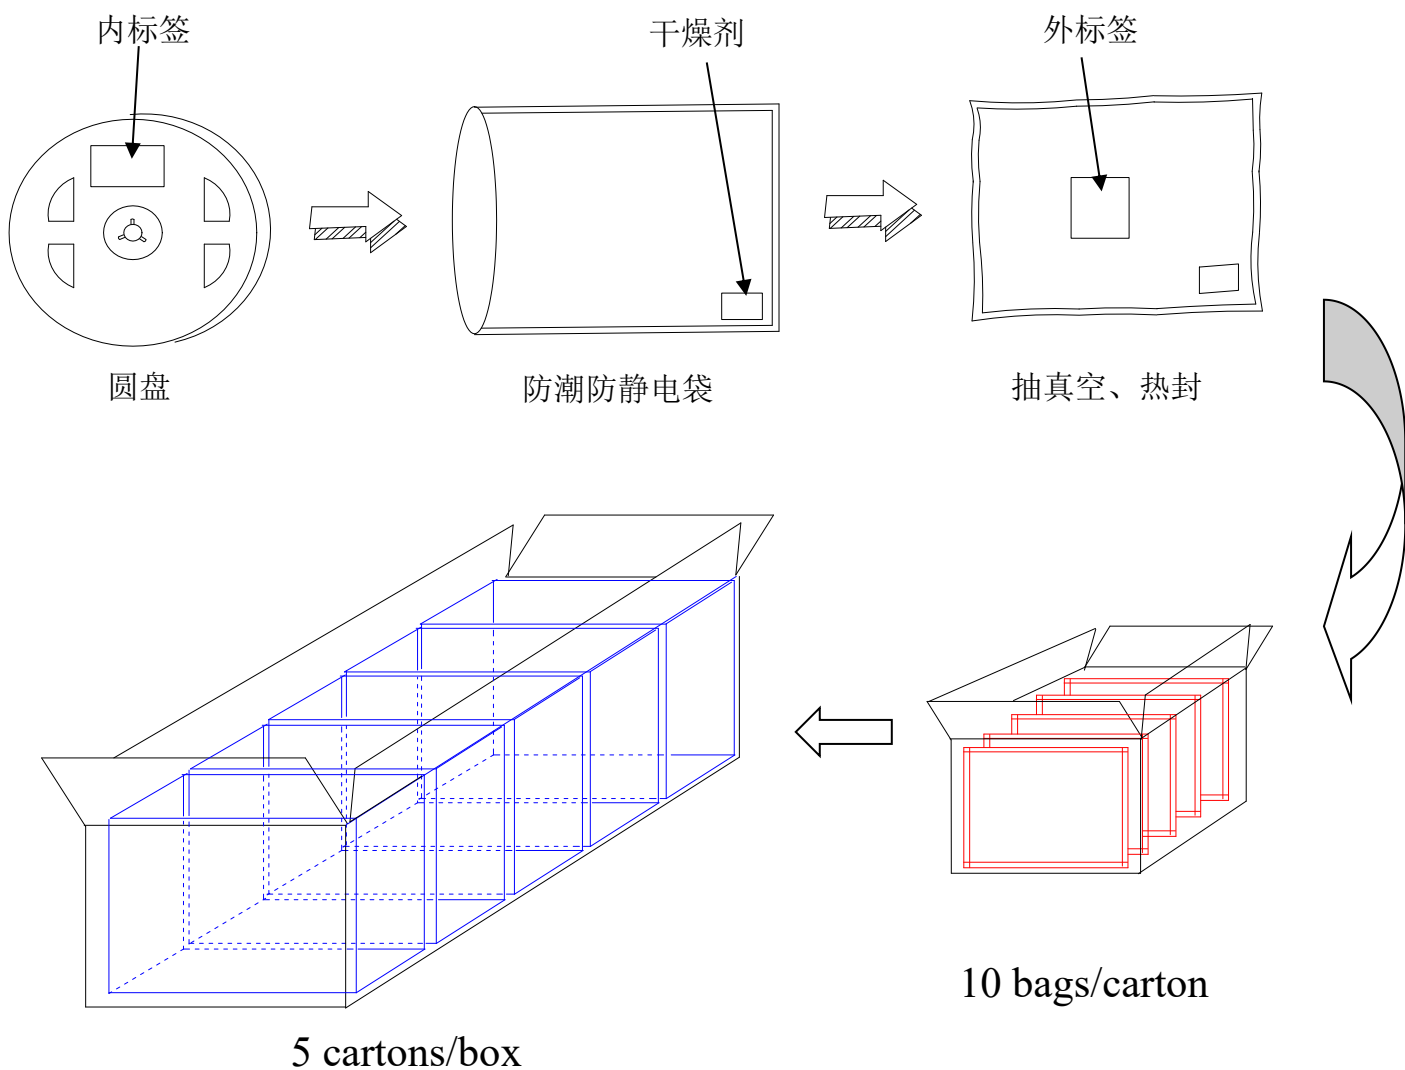 内标签
干燥剂
外标签
圆盘
防潮防静电袋
抽真空、热封
10 bags/carton
5 cartons/box